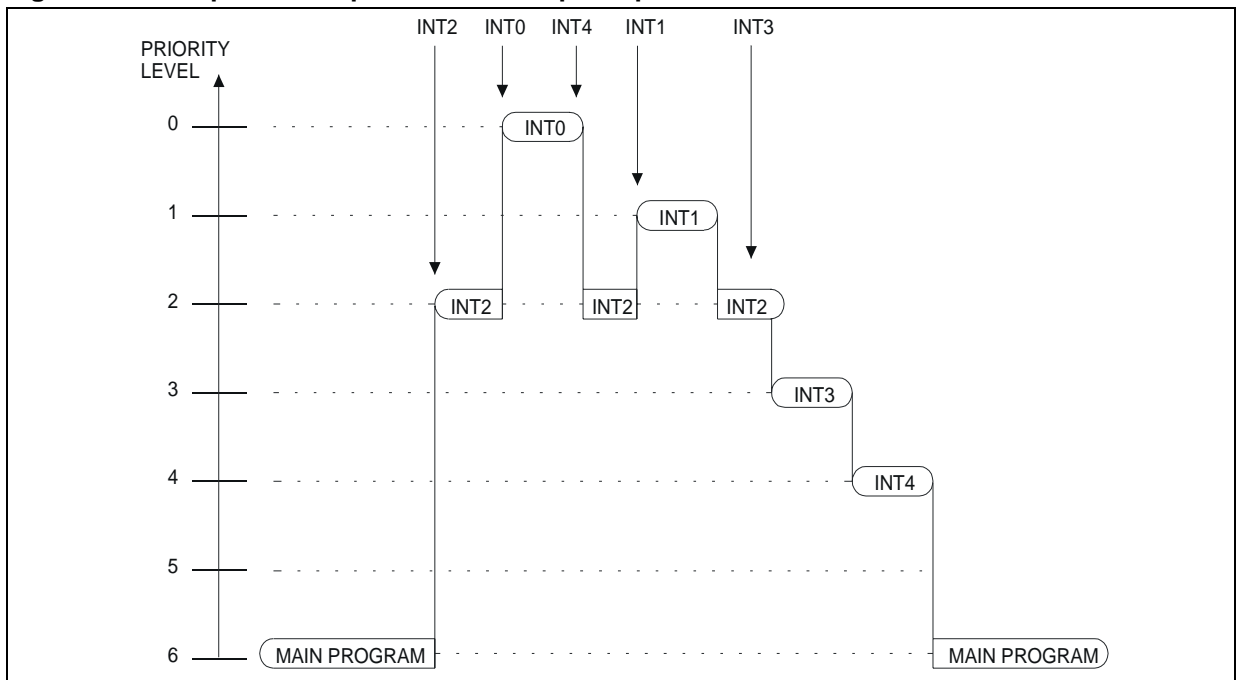 INT2 INT0 INT4 INT1 INT3
PRIORITY
LEVEL
0 INT0
1 INT1
2 INT2 INT2 INT2
3 INT3
4 INT4
5
6 MAIN PROGRAM MAIN PROGRAM